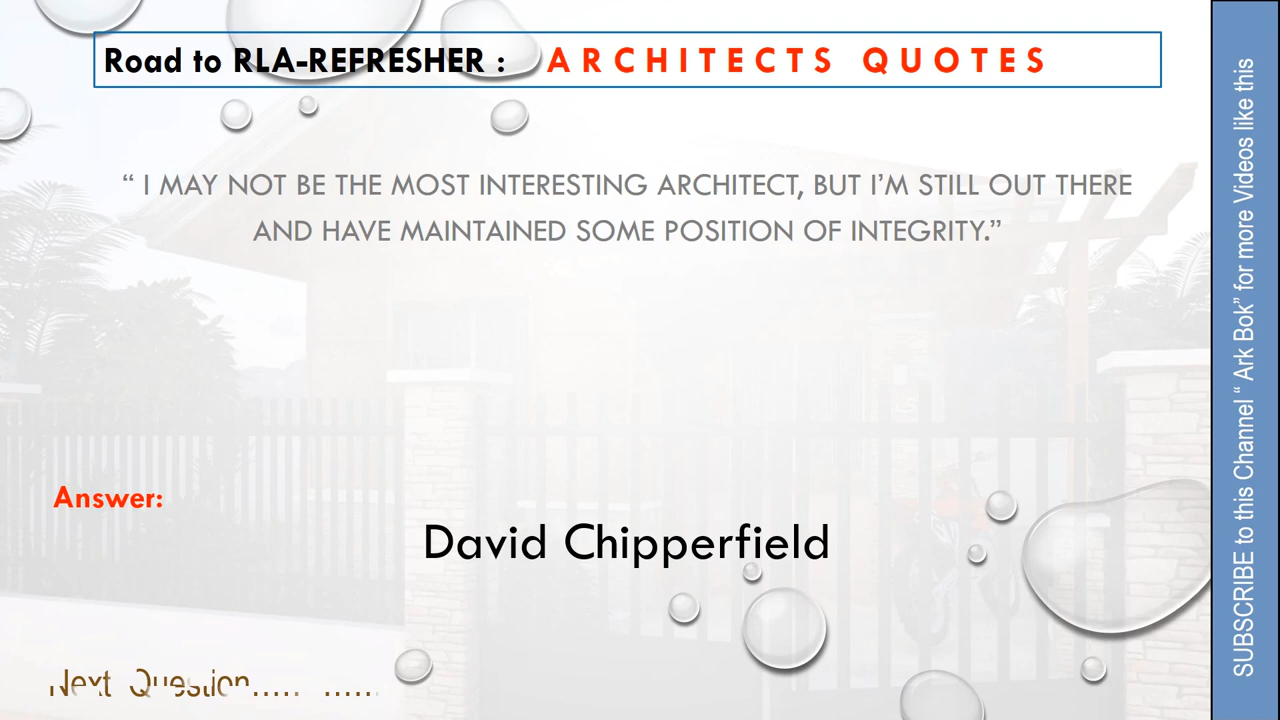 Road to RLA-REFRESHER : ARCHITECTS QUOTES
“ I MAY NOT BE THE MOST INTERESTING ARCHITECT, BUT I’M STILL OUT THERE
AND HAVE MAINTAINED SOME POSITION OF INTEGRITY.”
Answer:
David Chipperfield
Next Question..... ......
SUBSCRIBE to this Channel “ Ark Bok” for more Videos like this